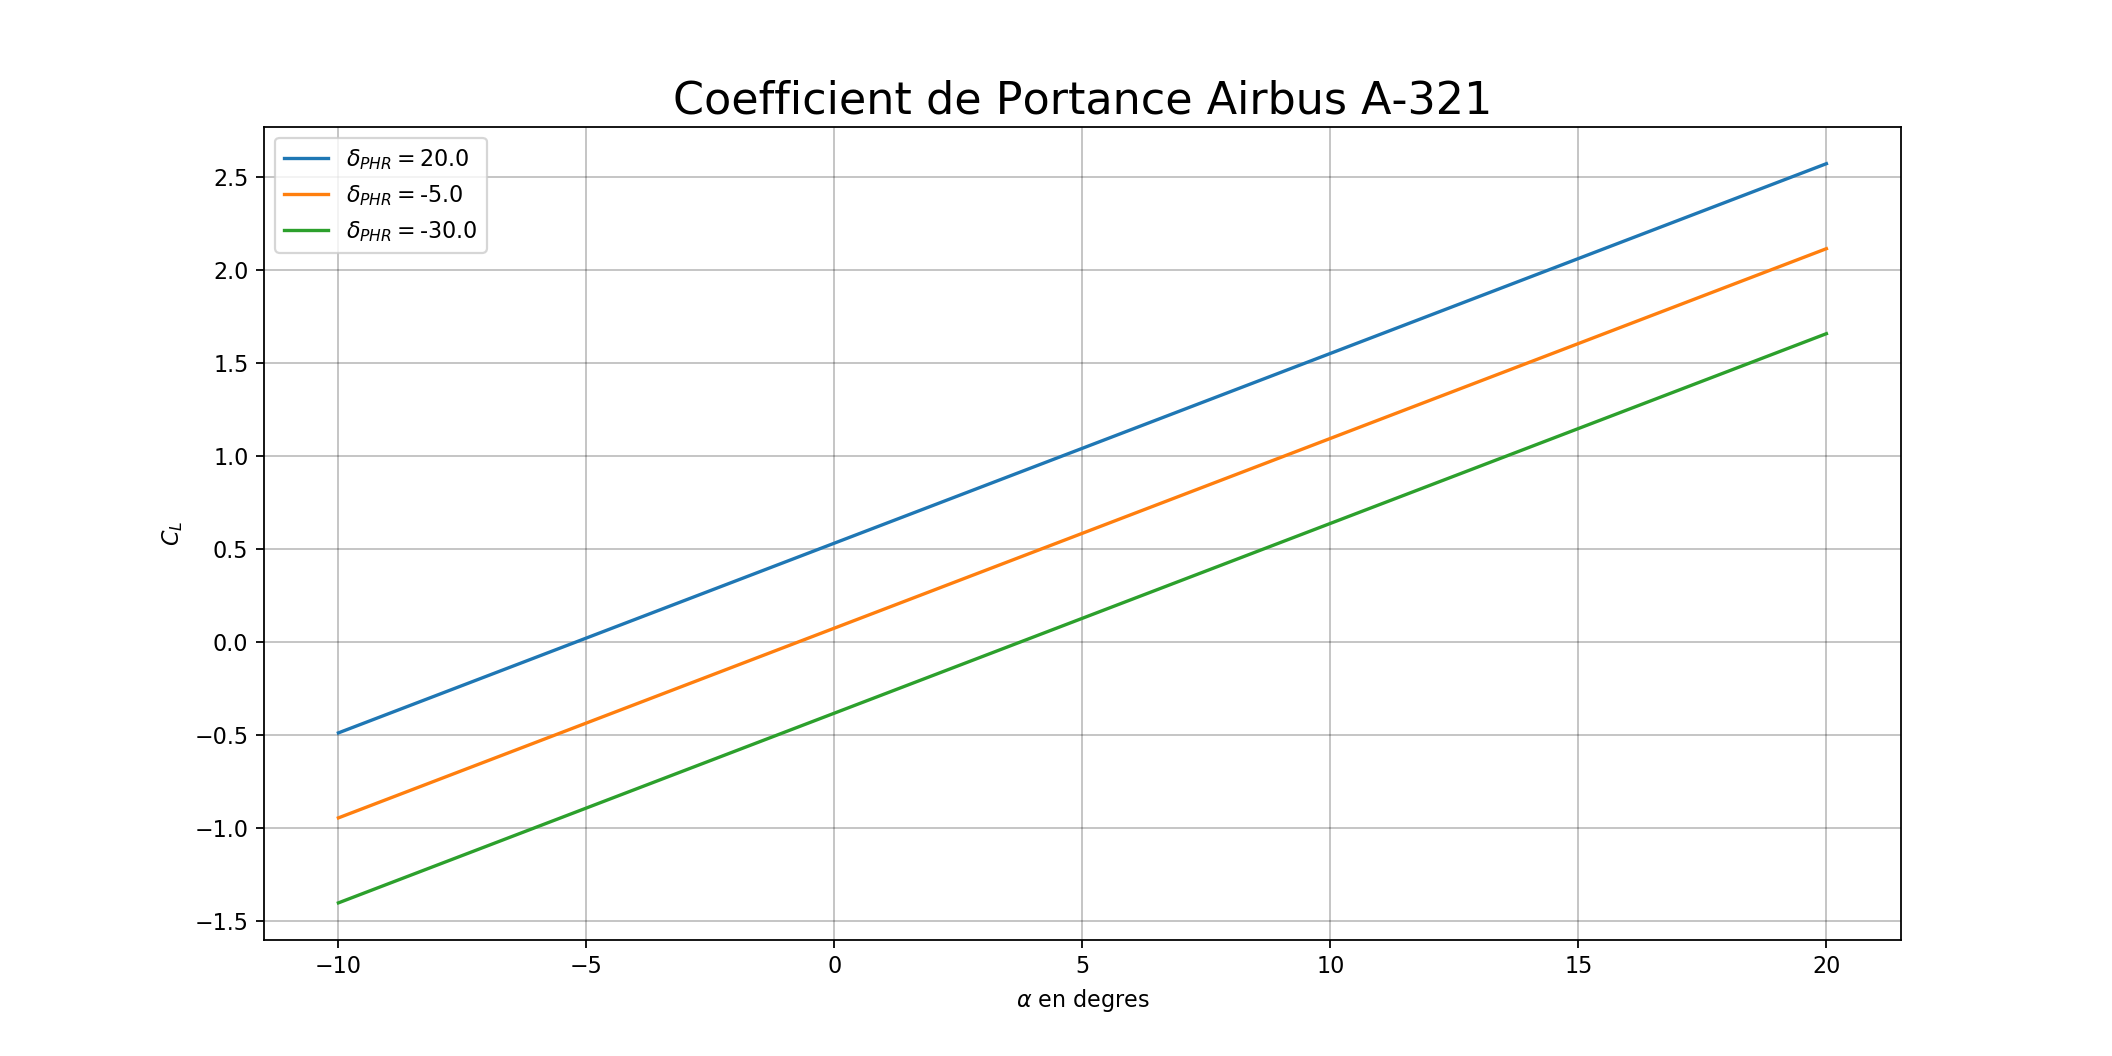 Coefficient de Portance Airbus A-321
δPHR = 20.0
δPHR = -5.0
δPHR = -30.0
2.5
2.0
1.5
1.0
0.5
0.0
−0.5
−1.0
−1.5
CL
−10 −5 0 5 10 15 20
α en degres